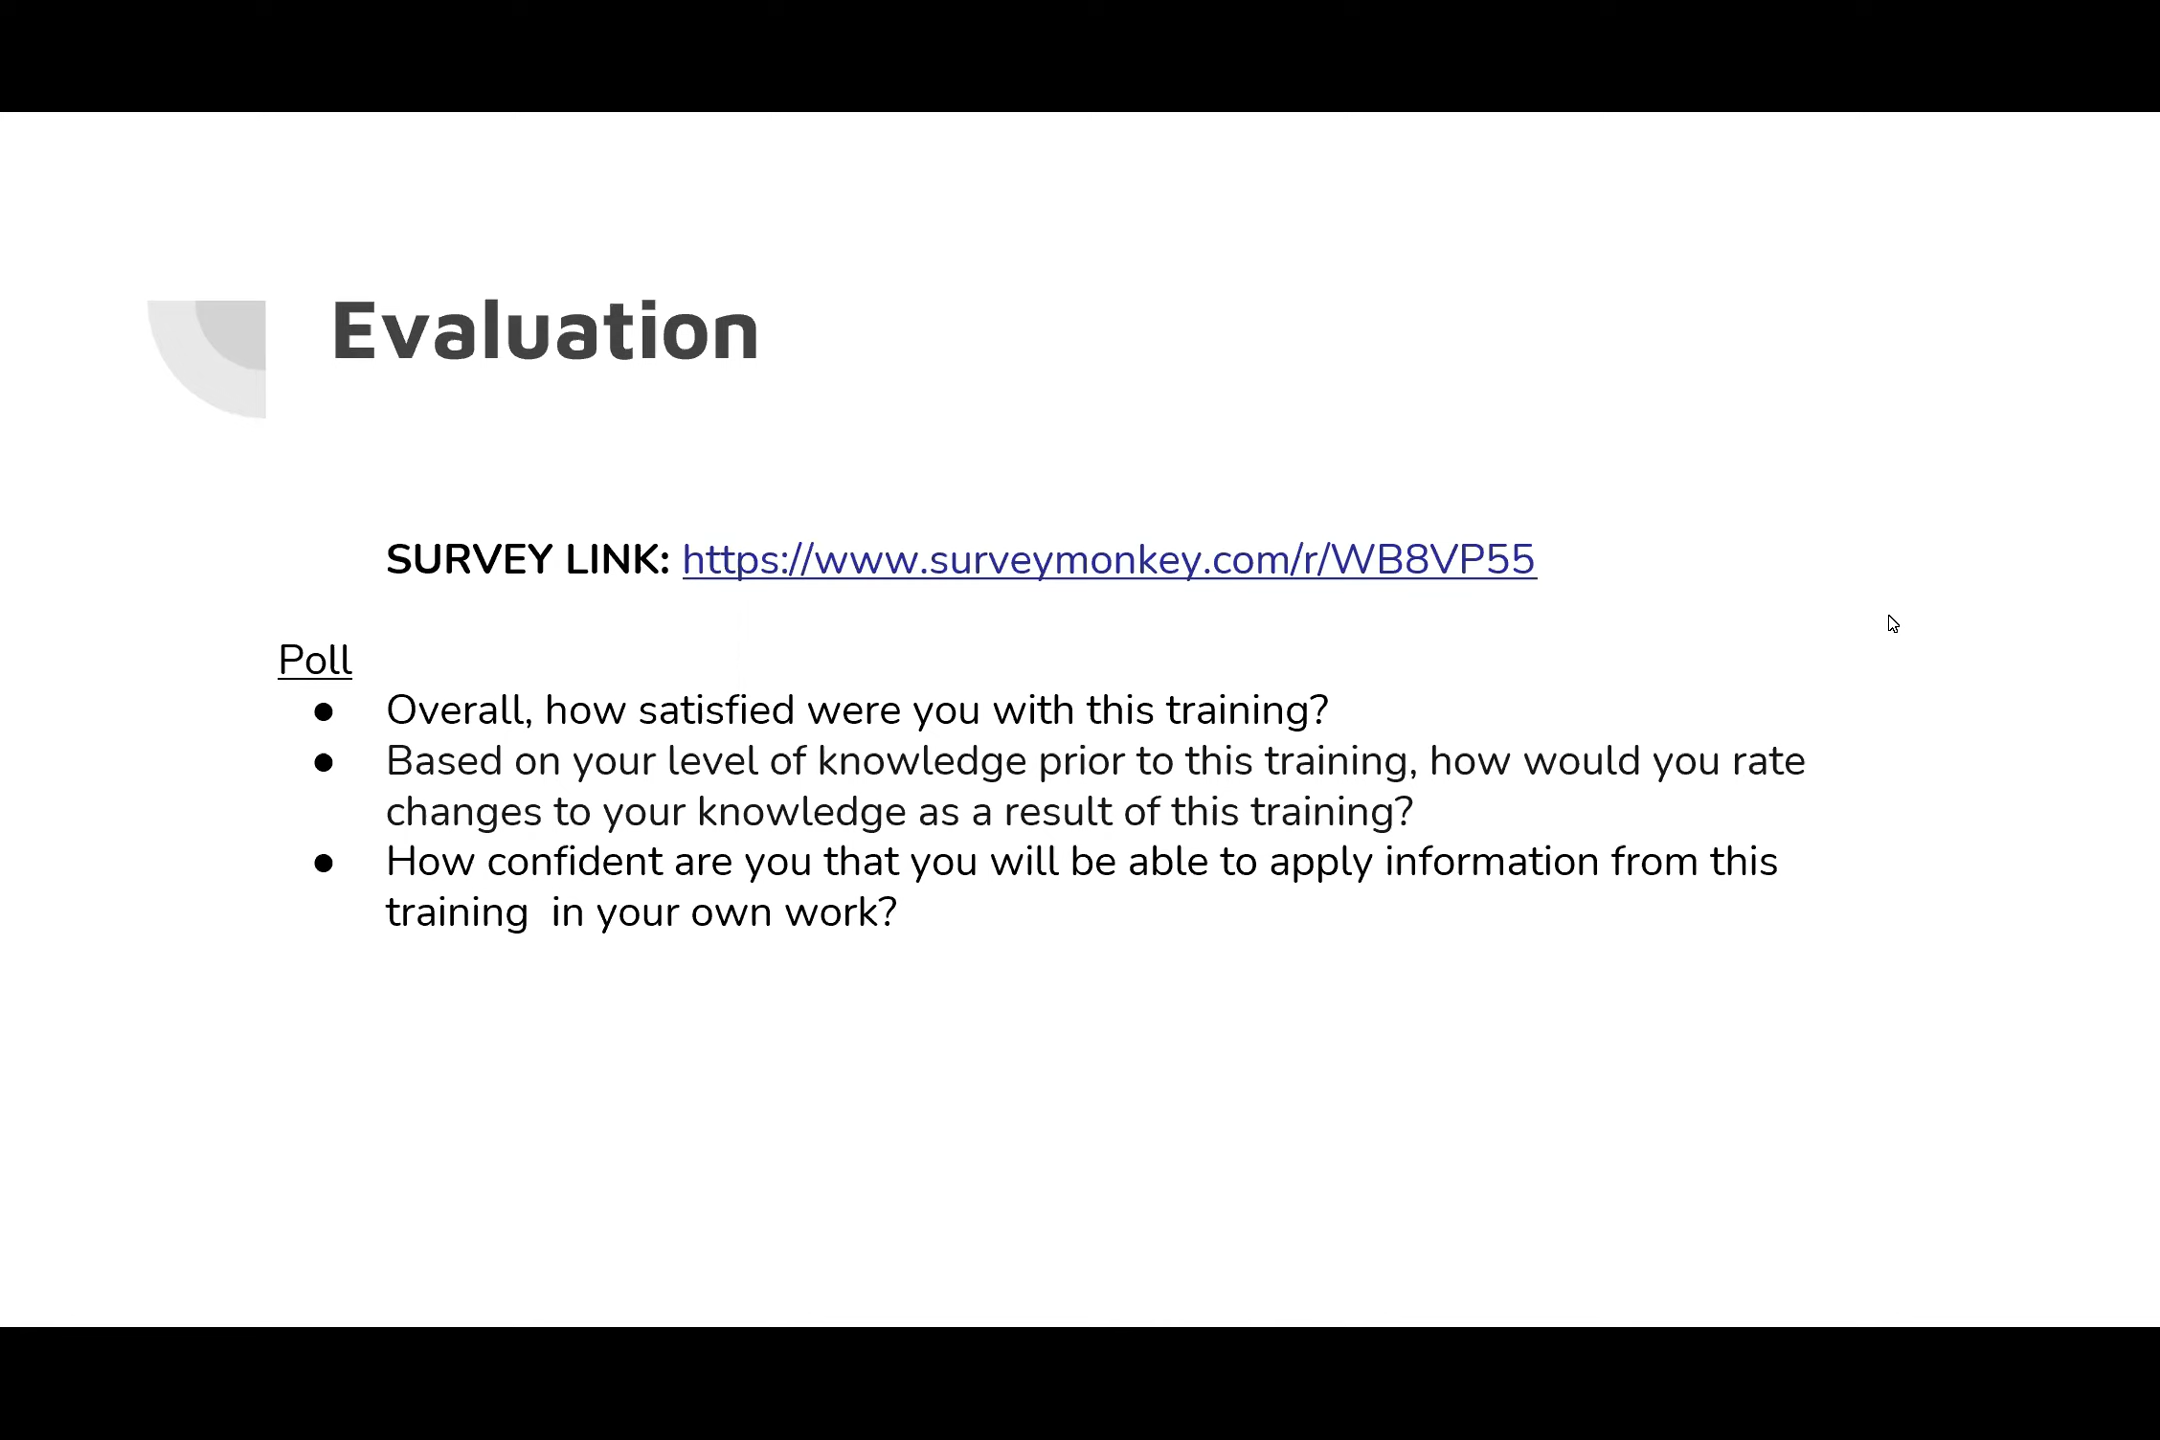 Evaluation
SURVEY LINK: https://www.surveymonkey.com/r/WB8VP55
Poll
● Overall, how satisfied were you with this training?
● Based on your level of knowledge prior to this training, how would you rate
changes to your knowledge as a result of this training?
● How confident are you that you will be able to apply information from this
training  in your own work?